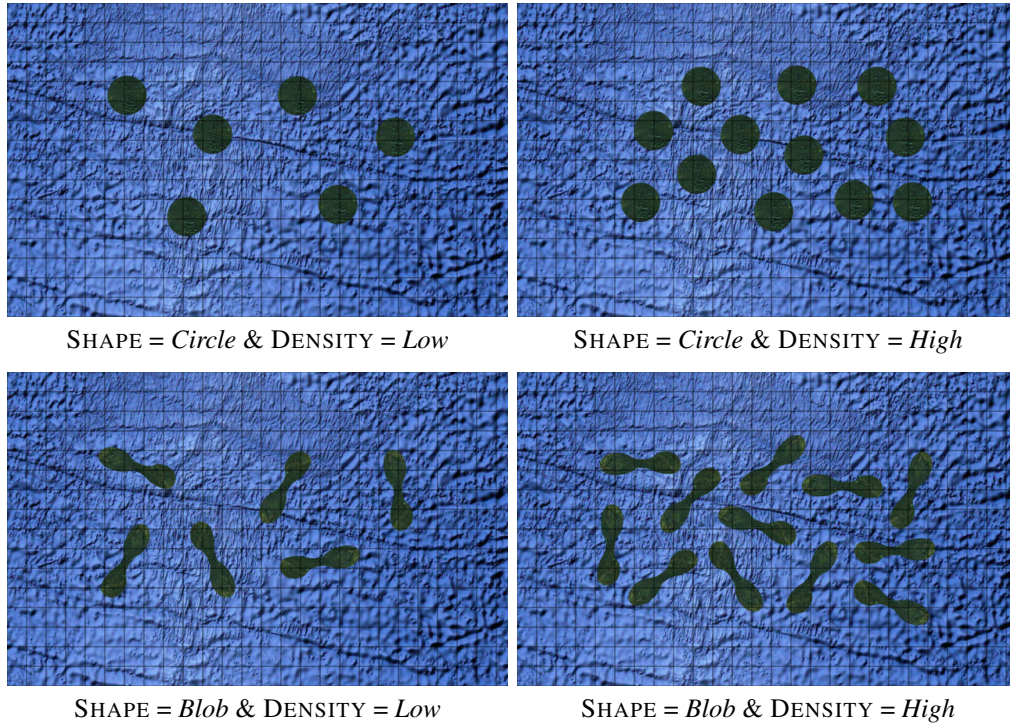 SHAPE = Circle & DENSITY = Low
SHAPE = Circle & DENSITY = High
SHAPE = Blob & DENSITY = Low
SHAPE = Blob & DENSITY = High